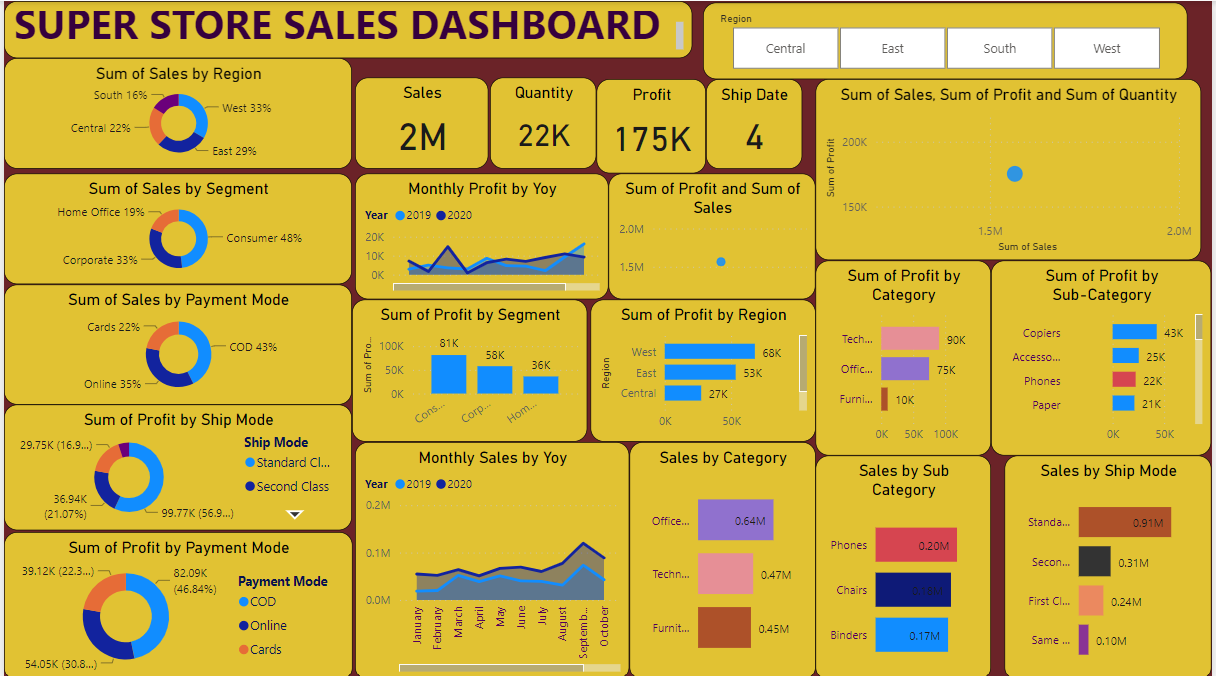 SUPER STORE SALES DASHBOARD
Region
Central
East
South
West
Sum of Sales by Region
South 16%
West 33%
Central 22%
East 29%
Sales
2M
Quantity
22K
Profit
175K
Ship Date
4
Sum of Sales, Sum of Profit and Sum of Quantity
Sum of Profit
200K
150K
1.5M
2.0M
Sum of Sales
Sum of Sales by Segment
Home Office 19%
Consumer 48%
Corporate 33%
Monthly Profit by Yoy
Year
2019
2020
20K
10K
0K
Sum of Profit and Sum of
Sales
2.0M
1.5M
Sum of Sales by Payment Mode
Cards 22%
COD 43%
Online 35%
Sum of Profit by Segment
Sum of Pro...
100K
50K
0K
81K
58K
36K
Cons...
Corp...
Hom...
Sum of Profit by Region
Region
West
68K
East
53K
Central
27K
0K
50K
Sum of Profit by
Category
Tech...
90K
Offic...
75K
Furni...
10K
0K
50K
100K
Sum of Profit by
Sub-Category
Copiers
43K
Accesso...
25K
Phones
22K
Paper
21K
0K
50K
Sum of Profit by Ship Mode
29.75K (16.9...)
36.94K
(21.07%)
99.77K (56.9...)
Ship Mode
Standard Cl...
Second Class
Monthly Sales by Yoy
Year
2019
2020
0.2M
0.1M
0.0M
January
February
March
April
May
June
July
August
Septemb...
October
Sales by Category
Office...
0.64M
Techn...
0.47M
Furnit...
0.45M
Sales by Sub
Category
Phones
0.20M
Chairs
Binders
0.17M
Sales by Ship Mode
Standa...
0.91M
Secon...
0.31M
First Cl...
0.24M
Same ...
0.10M
Sum of Profit by Payment Mode
39.12K (22.3...)
82.09K
(46.84%)
54.05K (30.8...)
Payment Mode
COD
Online
Cards